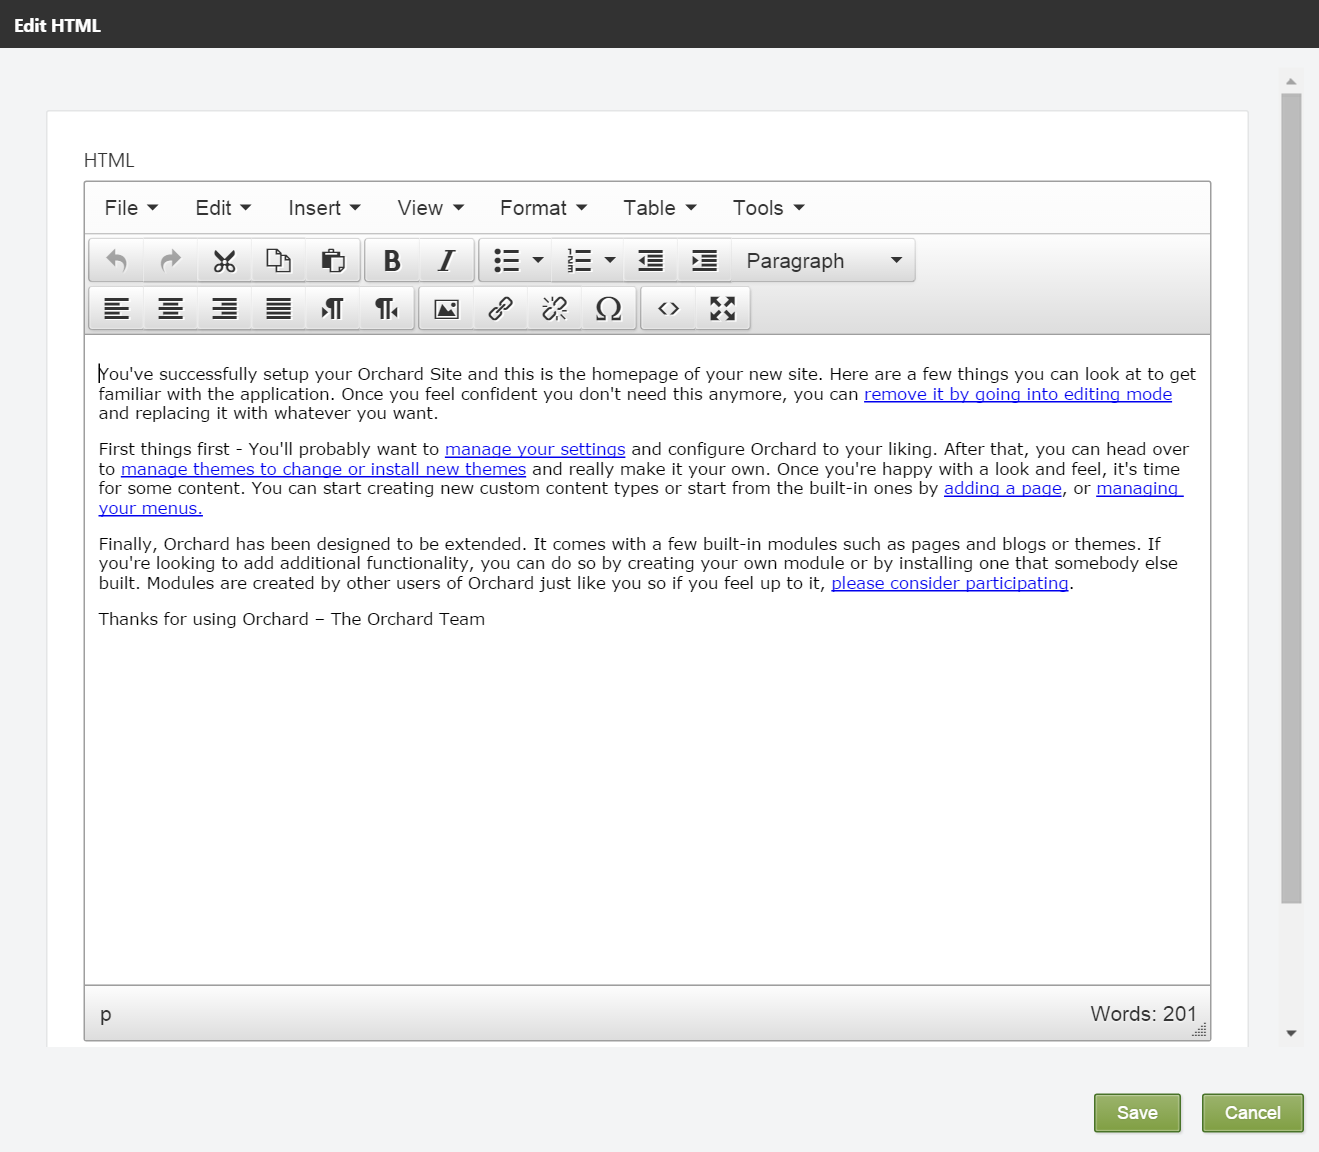 Edit HTML
HTML
File Edit Insert View Format Table Tools
B I Paragraph
You've successfully setup your Orchard Site and this is the homepage of your new site. Here are a few things you can look at to get
familiar with the application. Once you feel confident you don't need this anymore, you can remove it by going into editing mode
and replacing it with whatever you want.
First things first - You'll probably want to manage your settings and configure Orchard to your liking. After that, you can head over
to manage themes to change or install new themes and really make it your own. Once you're happy with a look and feel, it's time
for some content. You can start creating new custom content types or start from the built-in ones by adding a page, or managing
your menus.
Finally, Orchard has been designed to be extended. It comes with a few built-in modules such as pages and blogs or themes. If
you're looking to add additional functionality, you can do so by creating your own module or by installing one that somebody else
built. Modules are created by other users of Orchard just like you so if you feel up to it, please consider participating.
Thanks for using Orchard – The Orchard Team
p Words: 201
Save Cancel